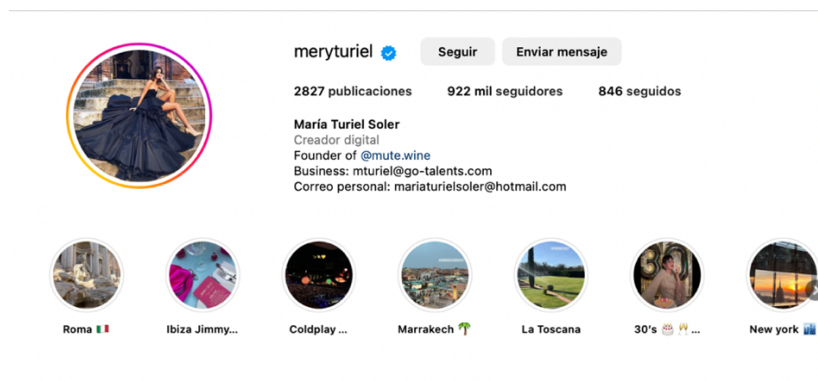 meryturiel Seguir Enviar mensaje
2827 publicaciones 922 mil seguidores 846 seguidos
María Turiel Soler
Creador digital
Founder of @mute.wine
Business: mturiel@go-talents.com
Correo personal: mariaturielsoler@hotmail.com
Roma 🇮🇹 Ibiza Jimmy... Coldplay ... Marrakech 🌴 La Toscana 30's 🎂 🥂 ... New york 🏙️